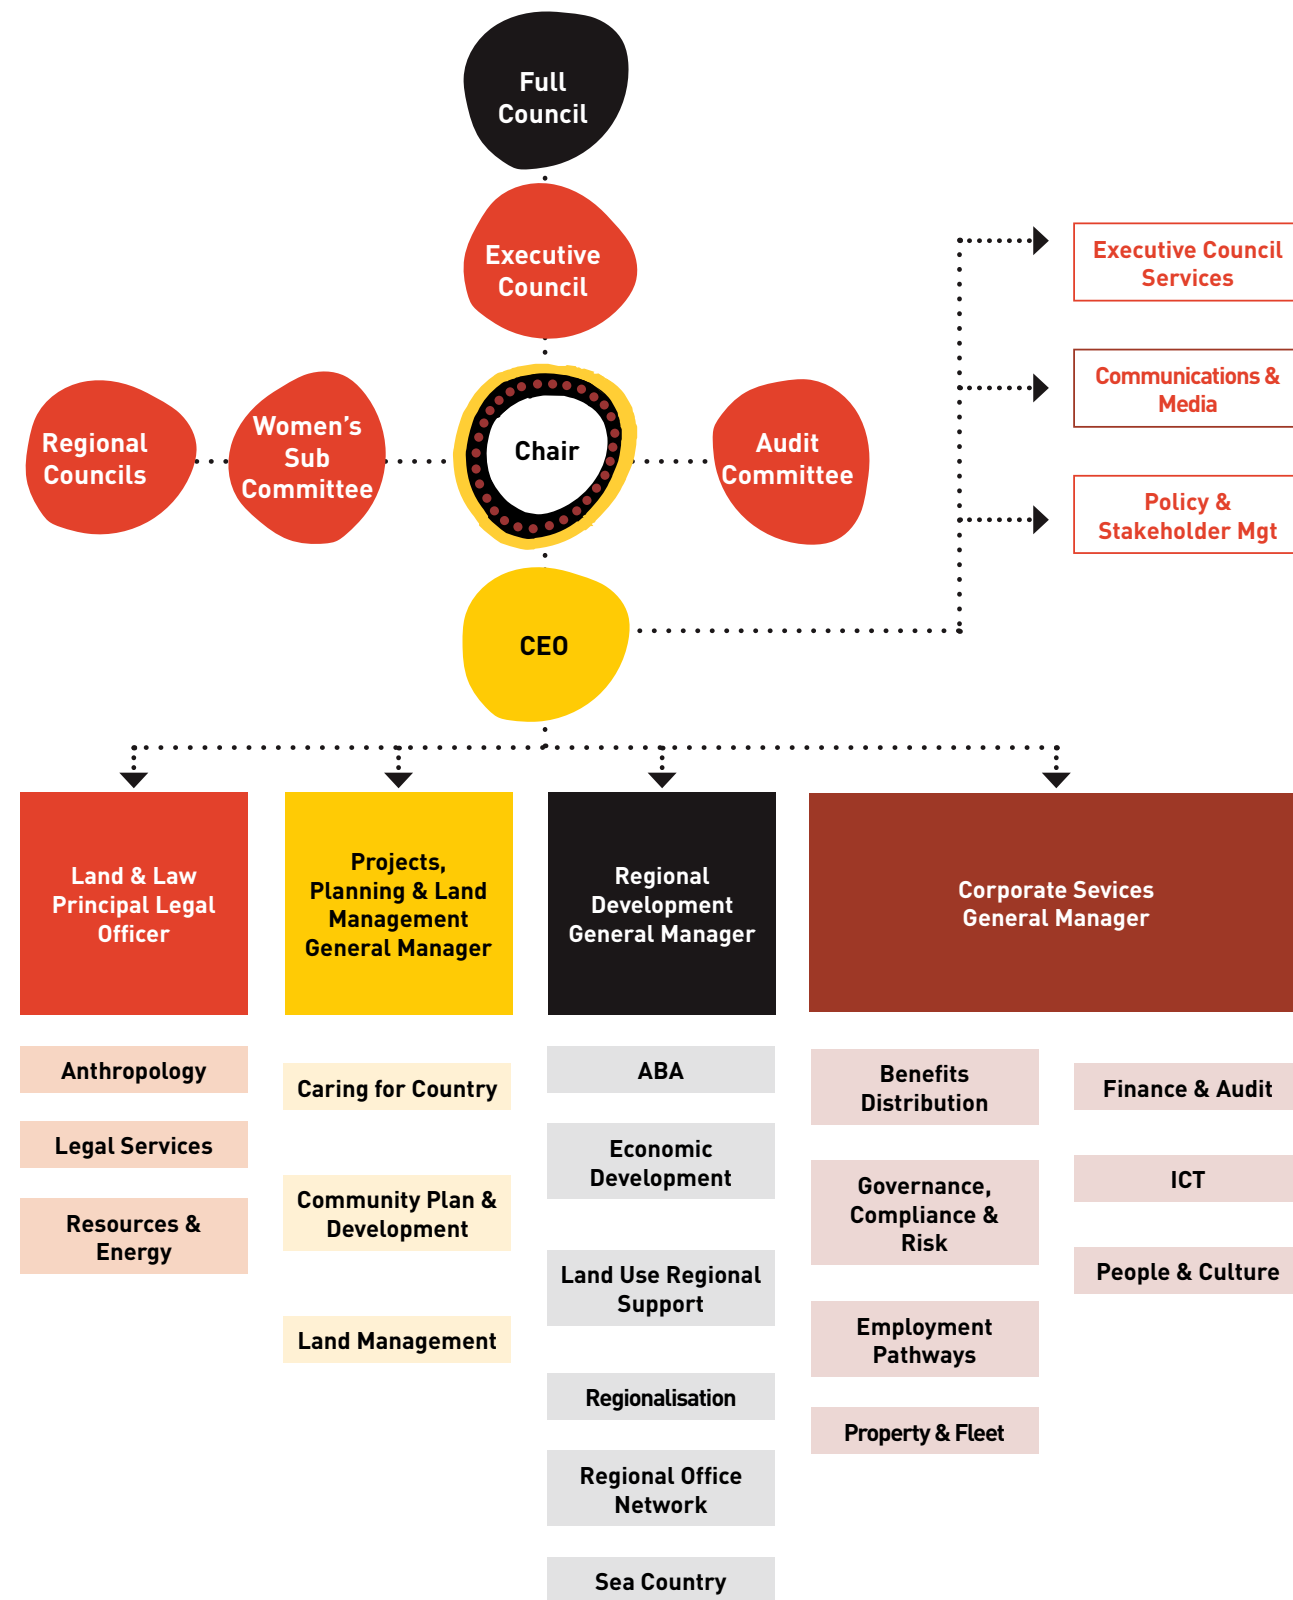 Full
Council
Executive
Council
Executive Council
Services
Communications &
Media
Policy &
Stakeholder Mgt
Regional
Councils
Women's
Sub
Committee
Chair
Audit
Committee
CEO
Land & Law
Principal Legal
Officer
Projects,
Planning & Land
Management
General Manager
Regional
Development
General Manager
Corporate Sevices
General Manager
Anthropology
Legal Services
Resources &
Energy
Caring for Country
Community Plan &
Development
Land Management
ABA
Economic
Development
Land Use Regional
Support
Regionalisation
Regional Office
Network
Sea Country
Benefits
Distribution
Governance,
Compliance &
Risk
Employment
Pathways
Property & Fleet
Finance & Audit
ICT
People & Culture